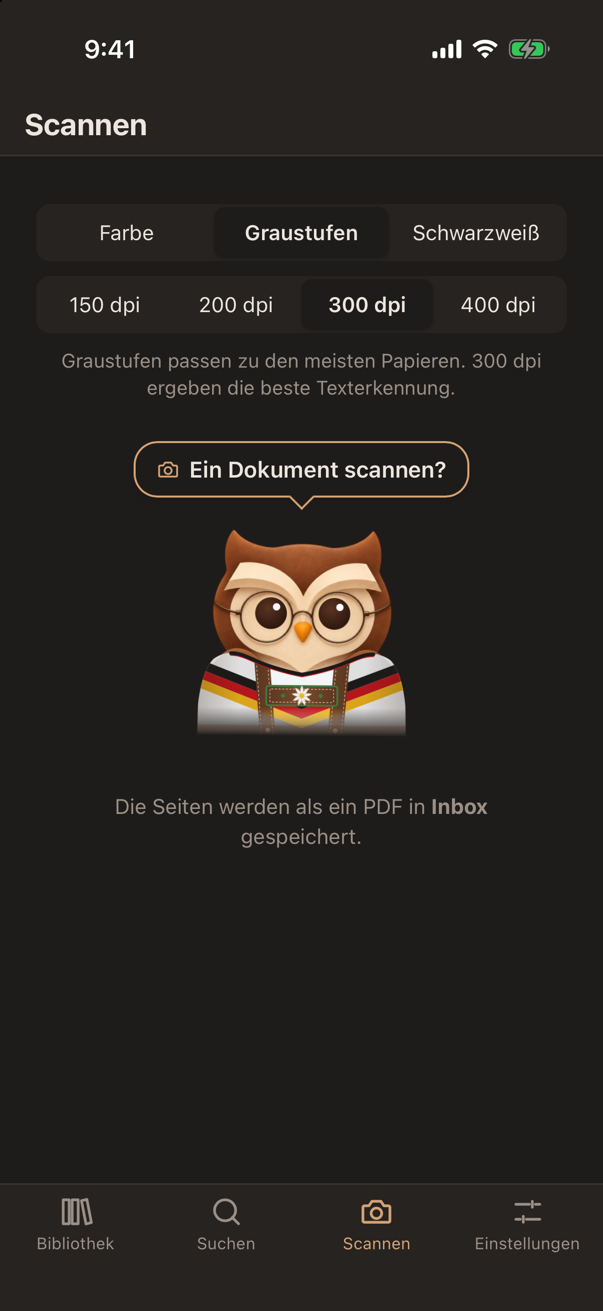 9:41
Scannen
Farbe
Graustufen
Schwarzweiß
150 dpi
200 dpi
300 dpi
400 dpi
Graustufen passen zu den meisten Papieren. 300 dpi
ergeben die beste Texterkennung.
Ein Dokument scannen?
Die Seiten werden als ein PDF in Inbox
gespeichert.
Bibliothek
Suchen
Scannen
Einstellungen